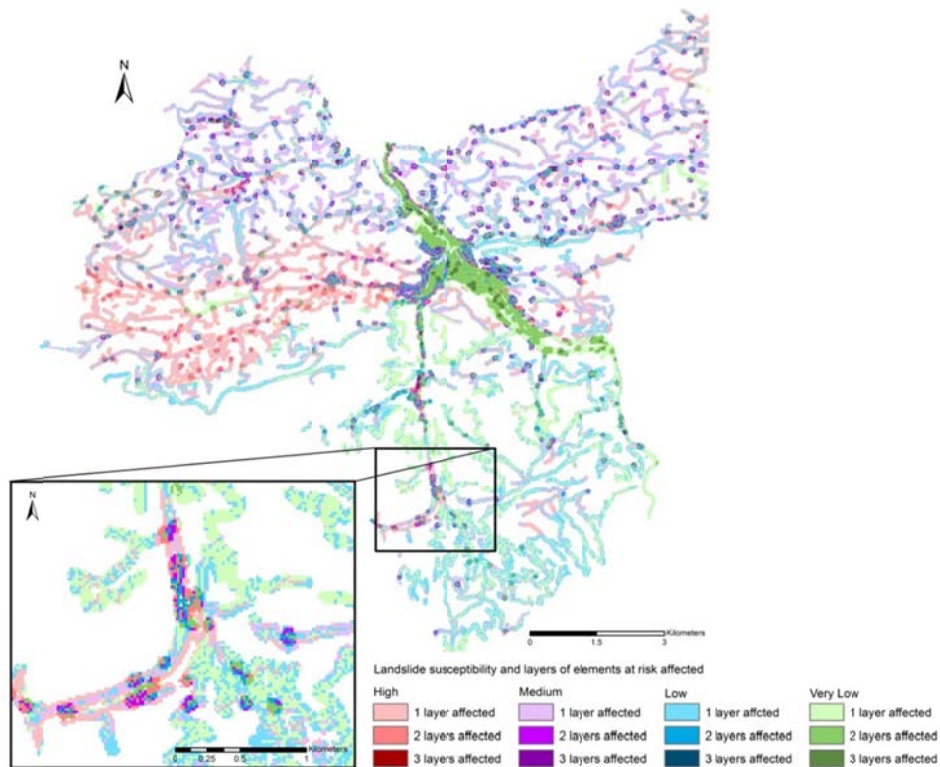 N
N
0 0.25 0.5 1
Kilometers
Kilometers
0 1.5 3
Landslide susceptibility and layers of elements at risk affected
High Medium Low Very Low
1 layer affected 1 layer affected 1 layer affcted 1 layer affected
2 layers affected 2 layers affected 2 layers affected 2 layers affected
3 layers affected 3 layers affected 3 layers affected 3 layers affected